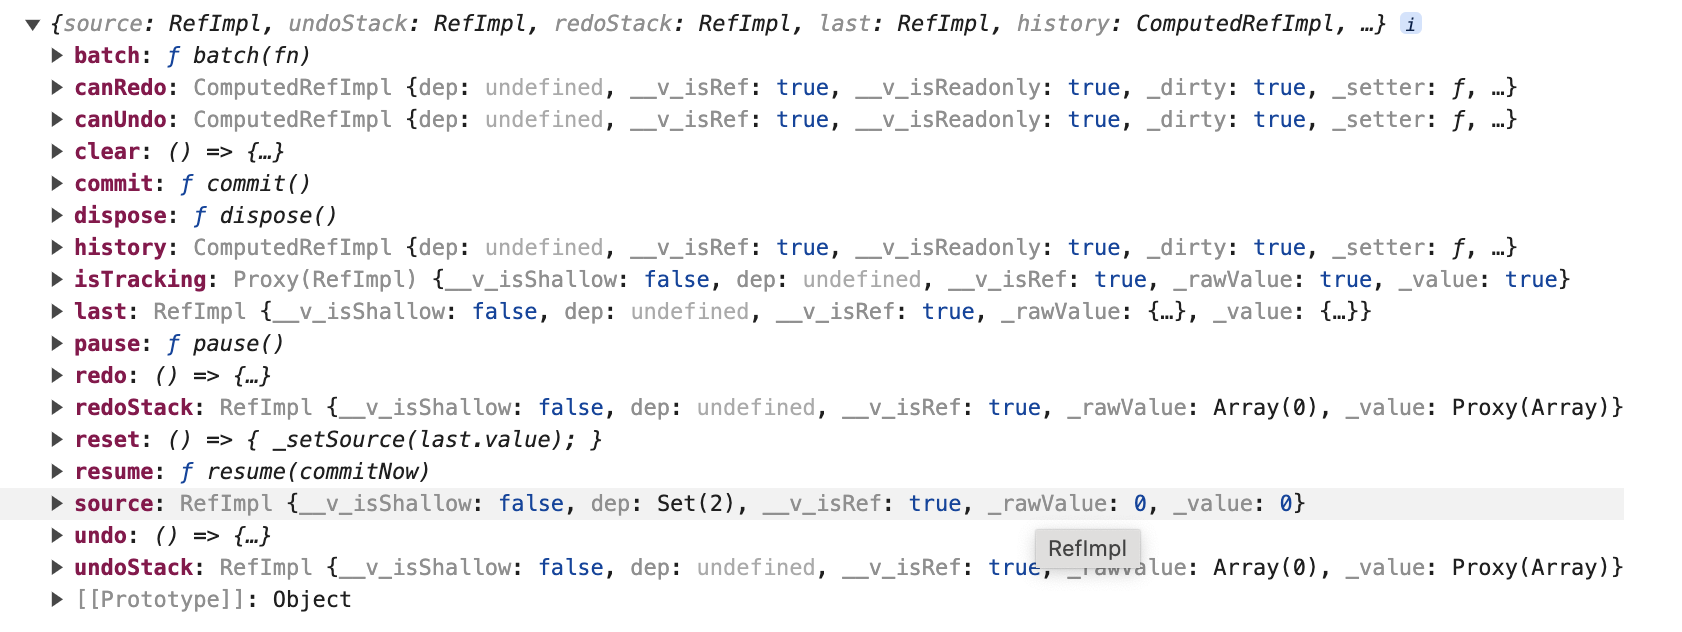 ▼ {source: RefImpl, undoStack: RefImpl, redoStack: RefImpl, last: RefImpl, history: ComputedRefImpl, …} i
▶ batch: ƒ batch(fn)
▶ canRedo: ComputedRefImpl {dep: undefined, __v_isRef: true, __v_isReadonly: true, _dirty: true, _setter: ƒ, …}
▶ canUndo: ComputedRefImpl {dep: undefined, __v_isRef: true, __v_isReadonly: true, _dirty: true, _setter: ƒ, …}
▶ clear: () => {…}
▶ commit: ƒ commit()
▶ dispose: ƒ dispose()
▶ history: ComputedRefImpl {dep: undefined, __v_isRef: true, __v_isReadonly: true, _dirty: true, _setter: ƒ, …}
▶ isTracking: Proxy(RefImpl) {__v_isShallow: false, dep: undefined, __v_isRef: true, _rawValue: true, _value: true}
▶ last: RefImpl {__v_isShallow: false, dep: undefined, __v_isRef: true, _rawValue: {…}, _value: {…}}
▶ pause: ƒ pause()
▶ redo: () => {…}
▶ redoStack: RefImpl {__v_isShallow: false, dep: undefined, __v_isRef: true, _rawValue: Array(0), _value: Proxy(Array)}
▶ reset: () => { _setSource(last.value); }
▶ resume: ƒ resume(commitNow)
▶ source: RefImpl {__v_isShallow: false, dep: Set(2), __v_isRef: true, _rawValue: 0, _value: 0}
▶ undo: () => {…}
RefImpl
▶ undoStack: RefImpl {__v_isShallow: false, dep: undefined, __v_isRef: true, _rawValue: Array(0), _value: Proxy(Array)}
▶ [[Prototype]]: Object